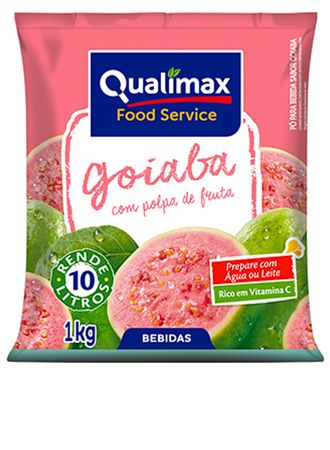 Qualimax
Food Service
goiaba
com polpa de fruta
PÓ PARA BEBIDA SABOR GOIABA
RENDE
10
LITROS
1kg
Prepare com
Água ou Leite
Rico em Vitamina C
BEBIDAS